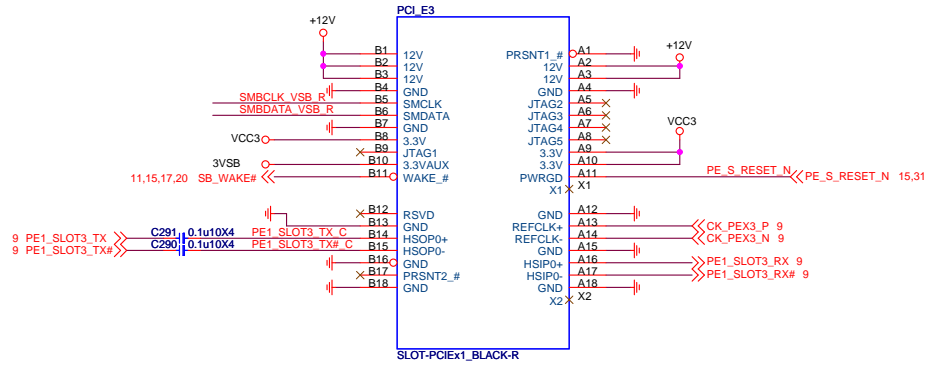 PCI_E3
+12V
B1 12V PRSNT1_# A1 +12V
B2 12V 12V A2
B3 12V 12V A3
B4 GND GND A4
SMBCLK_VSB_R B5 SMCLK JTAG2 A5
SMBDATA_VSB_R B6 SMDATA JTAG3 A6
B7 GND JTAG4 A7 VCC3
VCC3 B8 3.3V JTAG5 A8
B9 JTAG1 3.3V A9
3VSB B10 3.3VAUX 3.3V A10
11,15,17,20 SB_WAKE# B11 WAKE_# PWRGD A11 PE_S_RESET_N PE_S_RESET_N 15,31
X1 X1
B12 RSVD GND A12
B13 GND REFCLK+ A13 CK_PEX3_P 9
9 PE1_SLOT3_TX C291 0.1u10X4 PE1_SLOT3_TX_C B14 HSOP0+ REFCLK- A14 CK_PEX3_N 9
9 PE1_SLOT3_TX# C290 0.1u10X4 PE1_SLOT3_TX#_C B15 HSOP0- GND A15
B16 GND HSIP0+ A16 PE1_SLOT3_RX 9
B17 PRSNT2_# HSIP0- A17 PE1_SLOT3_RX# 9
B18 GND GND A18
X2 X2
SLOT-PCIEx1_BLACK-R